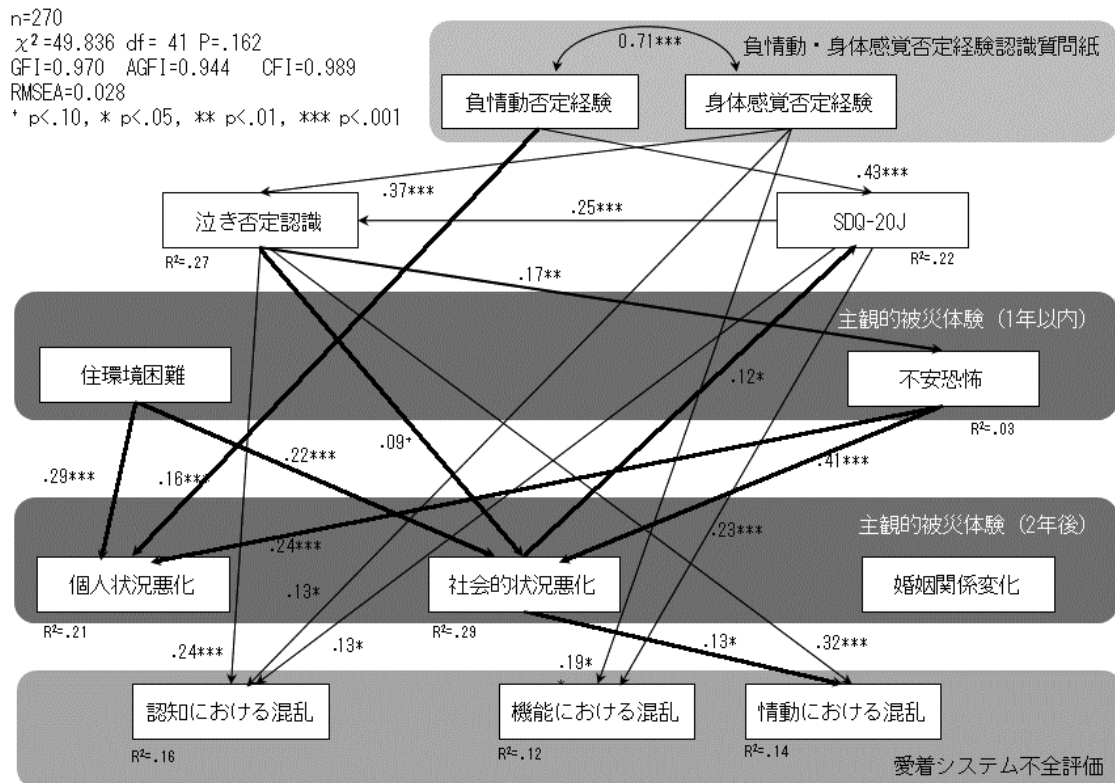 n=270
χ²=49.836 df= 41 P=.162
GFI=0.970 AGFI=0.944 CFI=0.989
RMSEA=0.028
⁺ p<.10, * p<.05, ** p<.01, *** p<.001
0.71***
負情動・身体感覚否定経験認識質問紙
負情動否定経験
身体感覚否定経験
.37***
.43***
泣き否定認識
.25***
SDQ-20J
R²=.27
R²=.22
.17**
主観的被災体験（1年以内）
住環境困難
.12*
不安恐怖
R²=.03
.09⁺
.29***
.16***
.22***
.41***
主観的被災体験（2年後）
.24***
.23***
個人状況悪化
.13*
社会的状況悪化
婚姻関係変化
R²=.21
R²=.29
.24***
.13*
.13*
.32***
.19*
*
認知における混乱
機能における混乱
情動における混乱
R²=.16
R²=.12
R²=.14
愛着システム不全評価